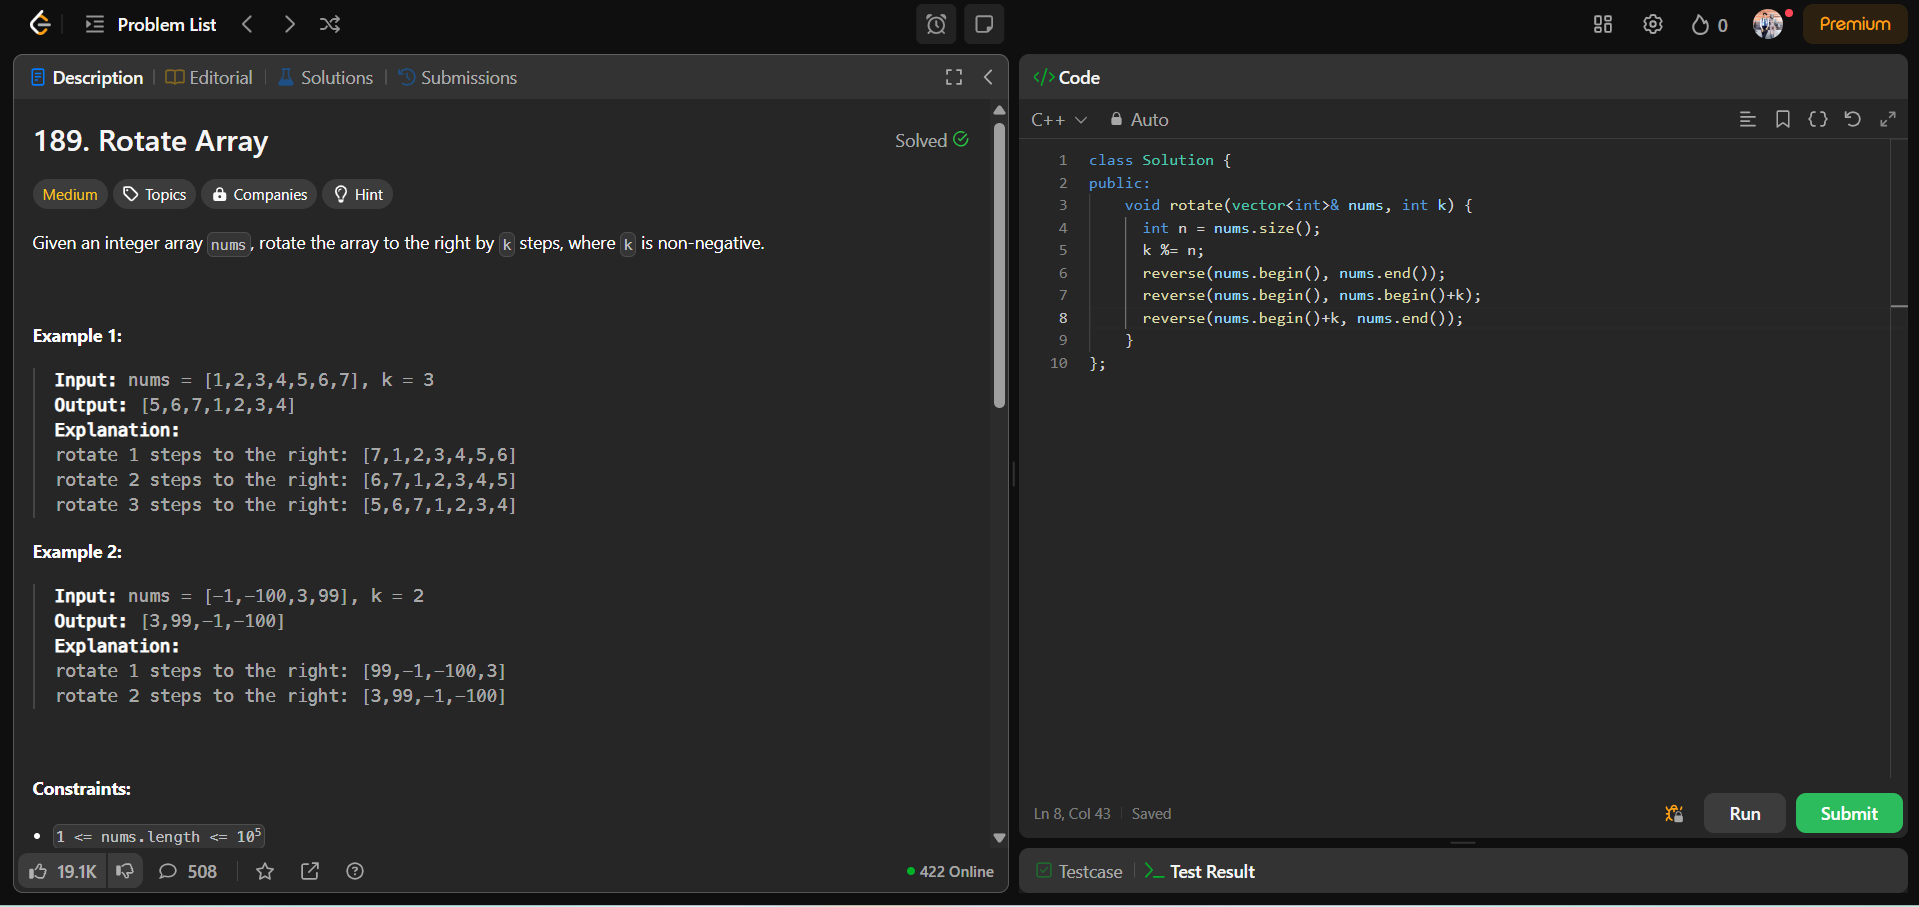 Problem List
0
Premium
Description
Editorial
Solutions
Submissions
189. Rotate Array
Solved
Medium
Topics
Companies
Hint
Given an integer array nums, rotate the array to the right by k steps, where k is non-negative.
Example 1:
Input: nums = [1,2,3,4,5,6,7], k = 3
Output: [5,6,7,1,2,3,4]
Explanation:
rotate 1 steps to the right: [7,1,2,3,4,5,6]
rotate 2 steps to the right: [6,7,1,2,3,4,5]
rotate 3 steps to the right: [5,6,7,1,2,3,4]
Example 2:
Input: nums = [-1,-100,3,99], k = 2
Output: [3,99,-1,-100]
Explanation:
rotate 1 steps to the right: [99,-1,-100,3]
rotate 2 steps to the right: [3,99,-1,-100]
Constraints:
• 1 <= nums.length <= 10⁵
19.1K
508
422 Online
</> Code
C++
Auto
1 class Solution {
2 public:
3 void rotate(vector<int>& nums, int k) {
4 int n = nums.size();
5 k %= n;
6 reverse(nums.begin(), nums.end());
7 reverse(nums.begin(), nums.begin()+k);
8 reverse(nums.begin()+k, nums.end());
9 }
10 };
Ln 8, Col 43
Saved
Run
Submit
Testcase
Test Result